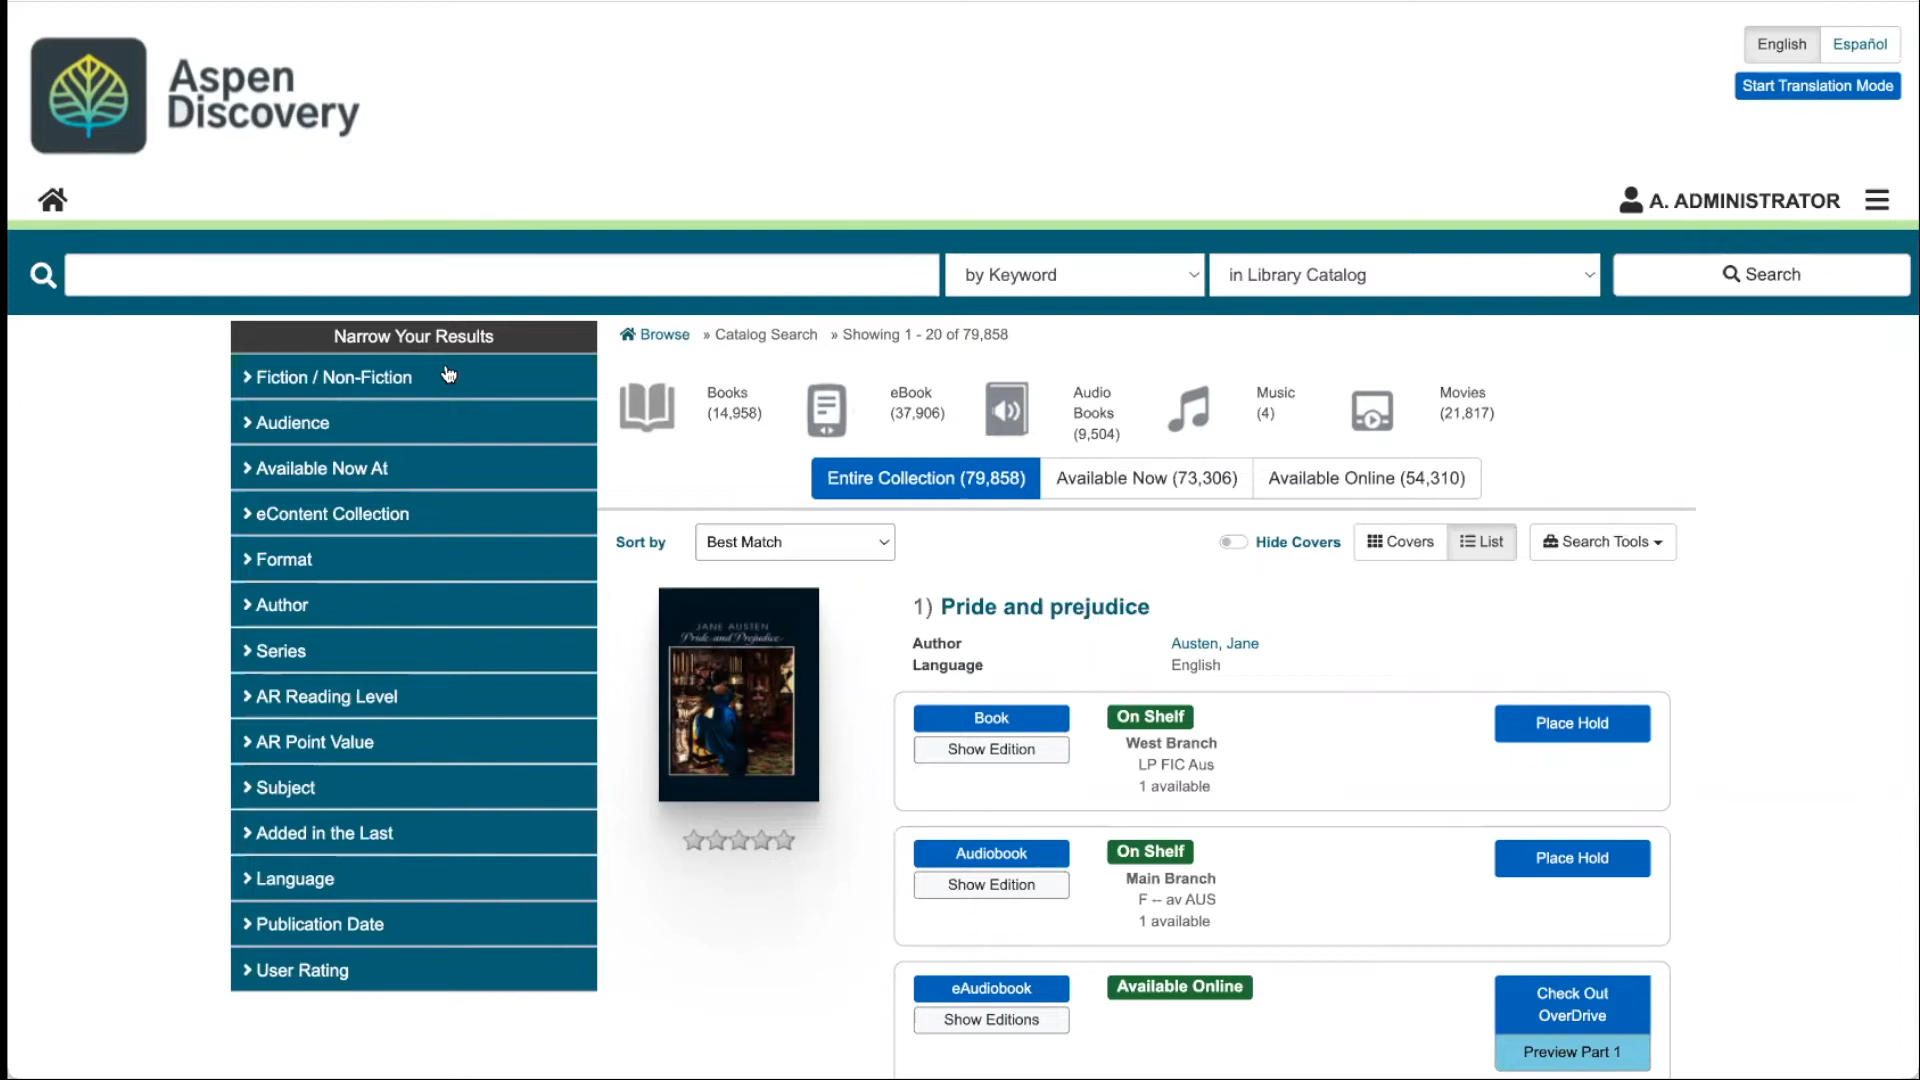 Aspen
Discovery
English Español
Start Translation Mode
A. ADMINISTRATOR
by Keyword
in Library Catalog
Search
Narrow Your Results
Fiction / Non-Fiction
Audience
Available Now At
eContent Collection
Format
Author
Series
AR Reading Level
AR Point Value
Subject
Added in the Last
Language
Publication Date
User Rating
Browse » Catalog Search » Showing 1 - 20 of 79,858
Books
(14,958)
eBook
(37,906)
Audio
Books
(9,504)
Music
(4)
Movies
(21,817)
Entire Collection (79,858) Available Now (73,306) Available Online (54,310)
Sort by Best Match Hide Covers Covers List Search Tools
JANE AUSTEN
Pride and Prejudice
1) Pride and prejudice
Author Austen, Jane
Language English
Book
Show Edition
On Shelf
West Branch
LP FIC Aus
1 available
Place Hold
Audiobook
Show Edition
On Shelf
Main Branch
F -- av AUS
1 available
Place Hold
eAudiobook
Show Editions
Available Online
Check Out
OverDrive
Preview Part 1